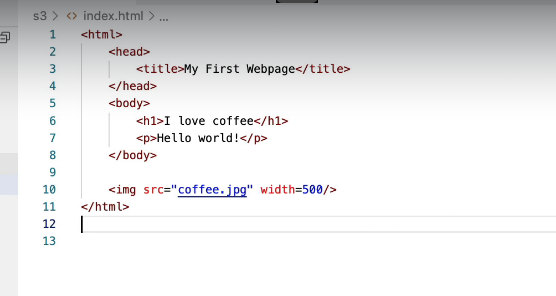 s3 > <> index.html > ...
1 <html>
2     <head>
3         <title>My First Webpage</title>
4     </head>
5     <body>
6         <h1>I love coffee</h1>
7         <p>Hello world!</p>
8     </body>
9
10     <img src="coffee.jpg" width=500/>
11 </html>
12
13